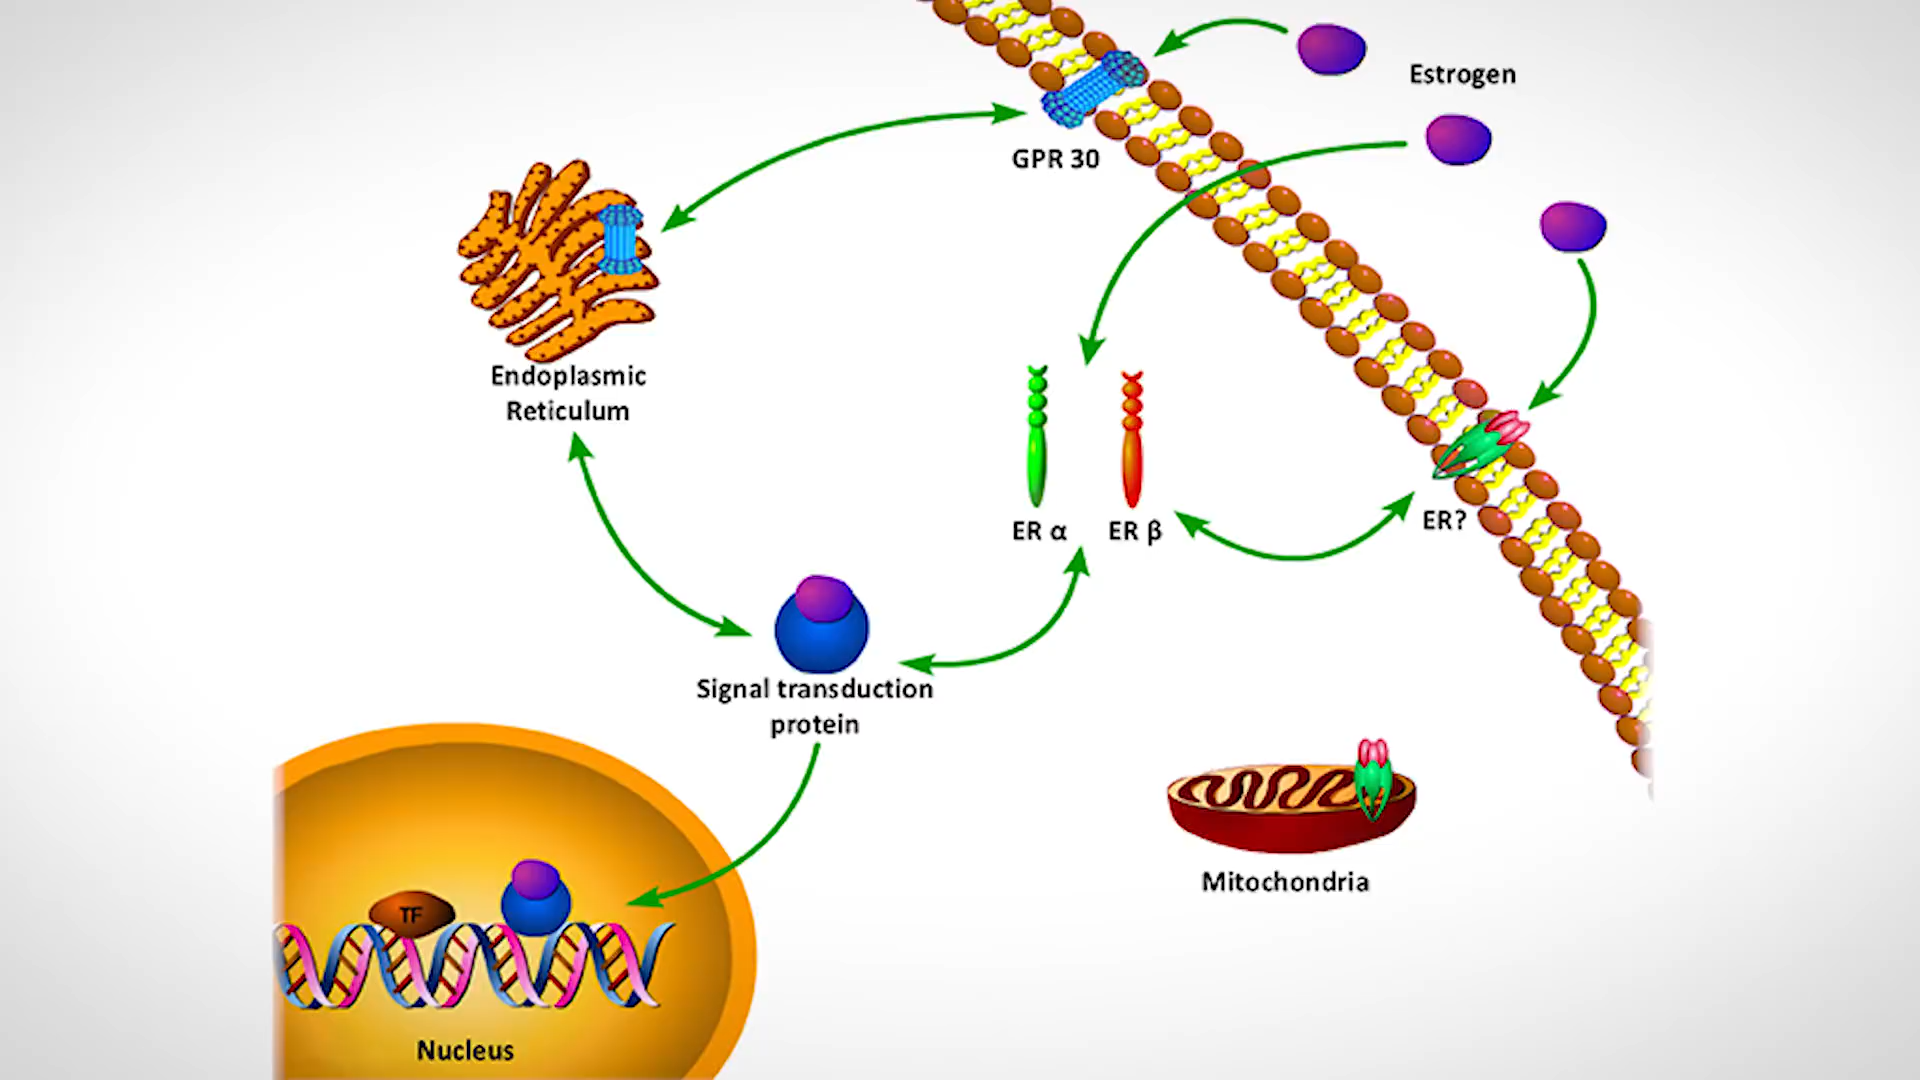 Estrogen
GPR 30
Endoplasmic
Reticulum
ER α
ER β
ER?
Signal transduction
protein
Mitochondria
TF
Nucleus